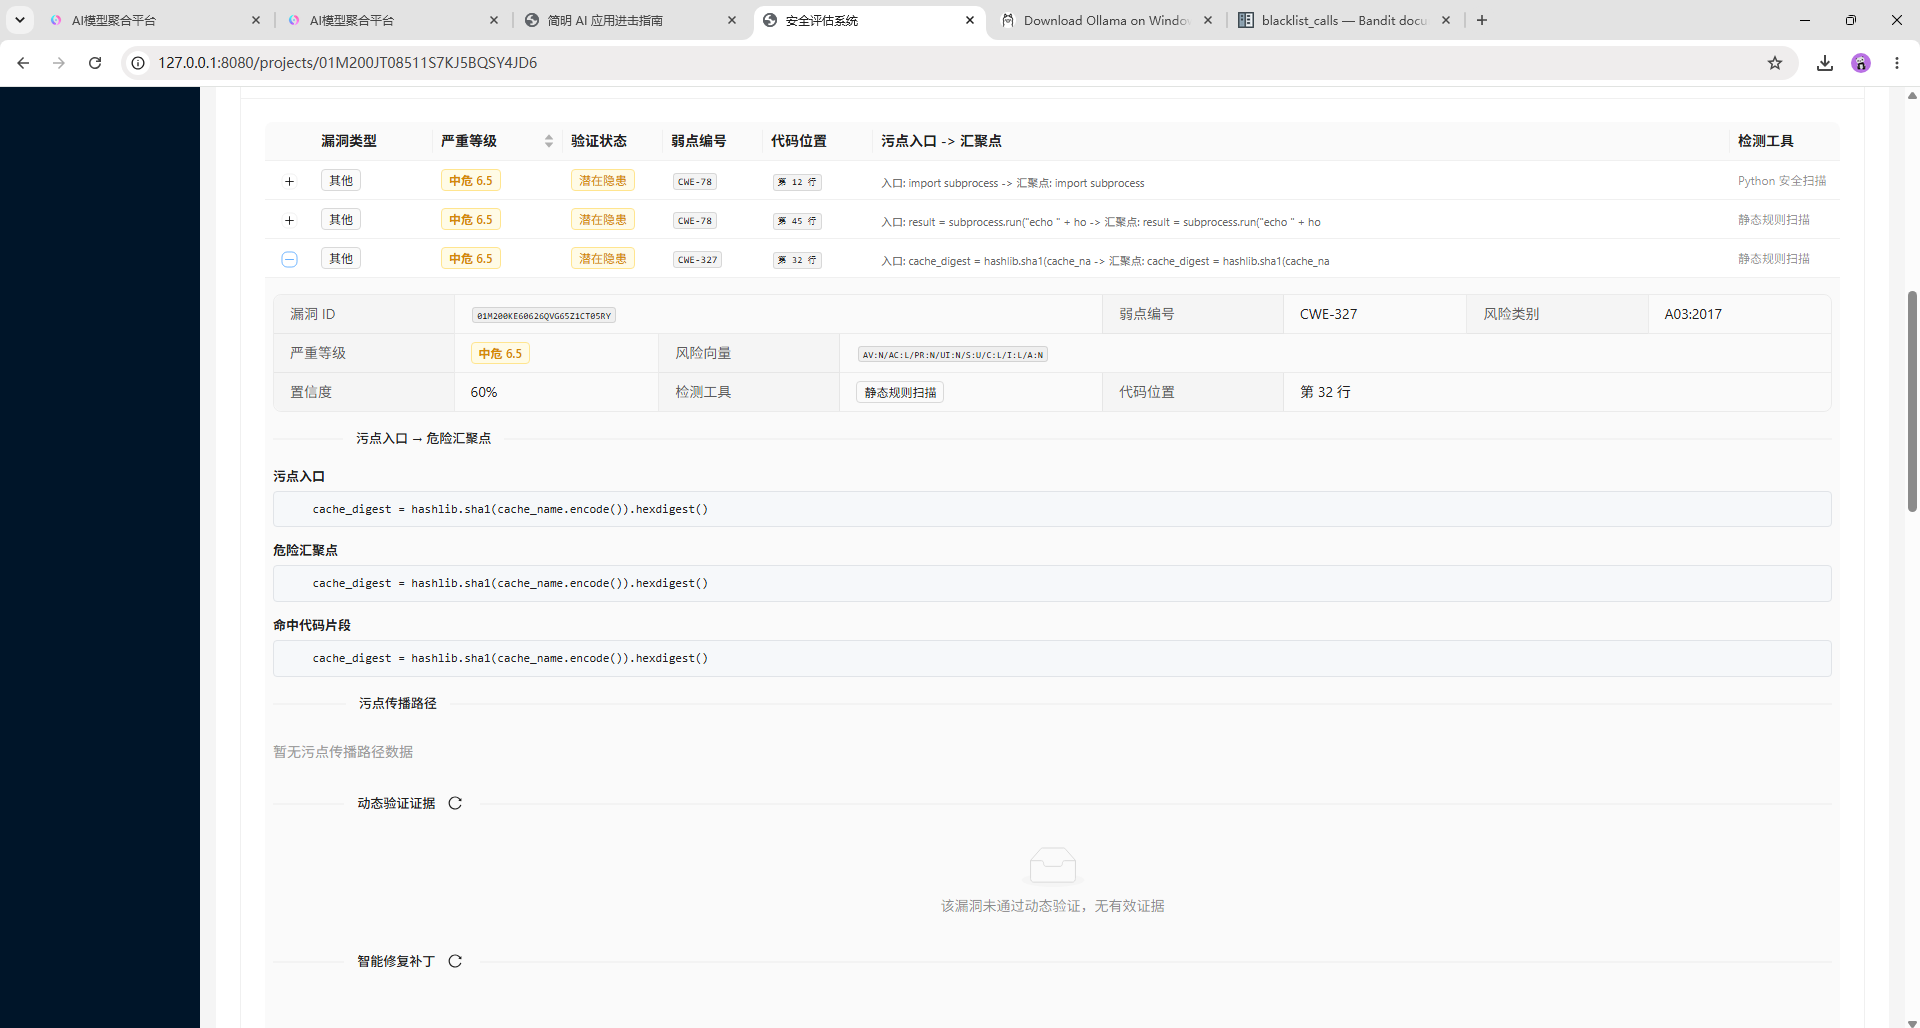 AI模型聚合平台
AI模型聚合平台
简明 AI 应用进击指南
安全评估系统
Download Ollama on Windo
blacklist_calls — Bandit docu
127.0.0.1:8080/projects/01M200JT08511S7KJ5BQSY4JD6
漏洞类型 严重等级 验证状态 弱点编号 代码位置 污点入口 -> 汇聚点 检测工具
其他 中危 6.5 潜在隐患 CWE-78 第 12 行 入口: import subprocess -> 汇聚点: import subprocess Python 安全扫描
其他 中危 6.5 潜在隐患 CWE-78 第 45 行 入口: result = subprocess.run("echo " + ho -> 汇聚点: result = subprocess.run("echo " + ho 静态规则扫描
其他 中危 6.5 潜在隐患 CWE-327 第 32 行 入口: cache_digest = hashlib.sha1(cache_na -> 汇聚点: cache_digest = hashlib.sha1(cache_na 静态规则扫描
漏洞 ID 01M200KE60626QVG65Z1CT05RY 弱点编号 CWE-327 风险类别 A03:2017
严重等级 中危 6.5 风险向量 AV:N/AC:L/PR:N/UI:N/S:U/C:L/I:L/A:N
置信度 60% 检测工具 静态规则扫描 代码位置 第 32 行
污点入口 → 危险汇聚点
污点入口
cache_digest = hashlib.sha1(cache_name.encode()).hexdigest()
危险汇聚点
cache_digest = hashlib.sha1(cache_name.encode()).hexdigest()
命中代码片段
cache_digest = hashlib.sha1(cache_name.encode()).hexdigest()
污点传播路径
暂无污点传播路径数据
动态验证证据
该漏洞未通过动态验证，无有效证据
智能修复补丁